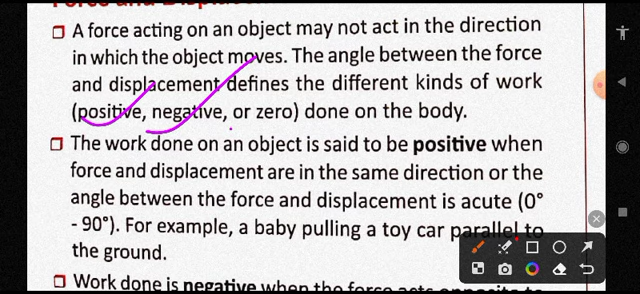 Force and Displacement
□ A force acting on an object may not act in the direction
in which the object moves. The angle between the force
and displacement defines the different kinds of work
(positive, negative, or zero) done on the body.
□ The work done on an object is said to be positive when
force and displacement are in the same direction or the
angle between the force and displacement is acute (0°
- 90°). For example, a baby pulling a toy car parallel to
the ground.
□ Work done is negative when the force acts opposite to